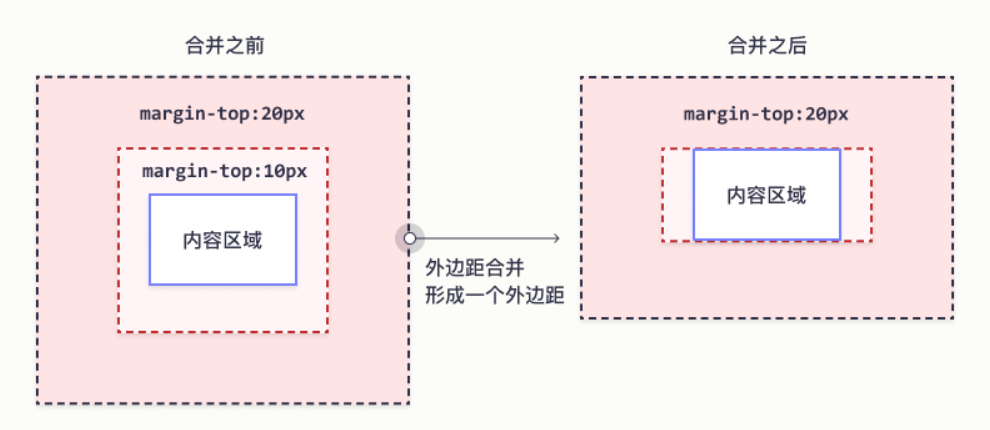 合并之前
合并之后
margin-top:20px
margin-top:10px
内容区域
外边距合并
形成一个外边距
margin-top:20px
内容区域